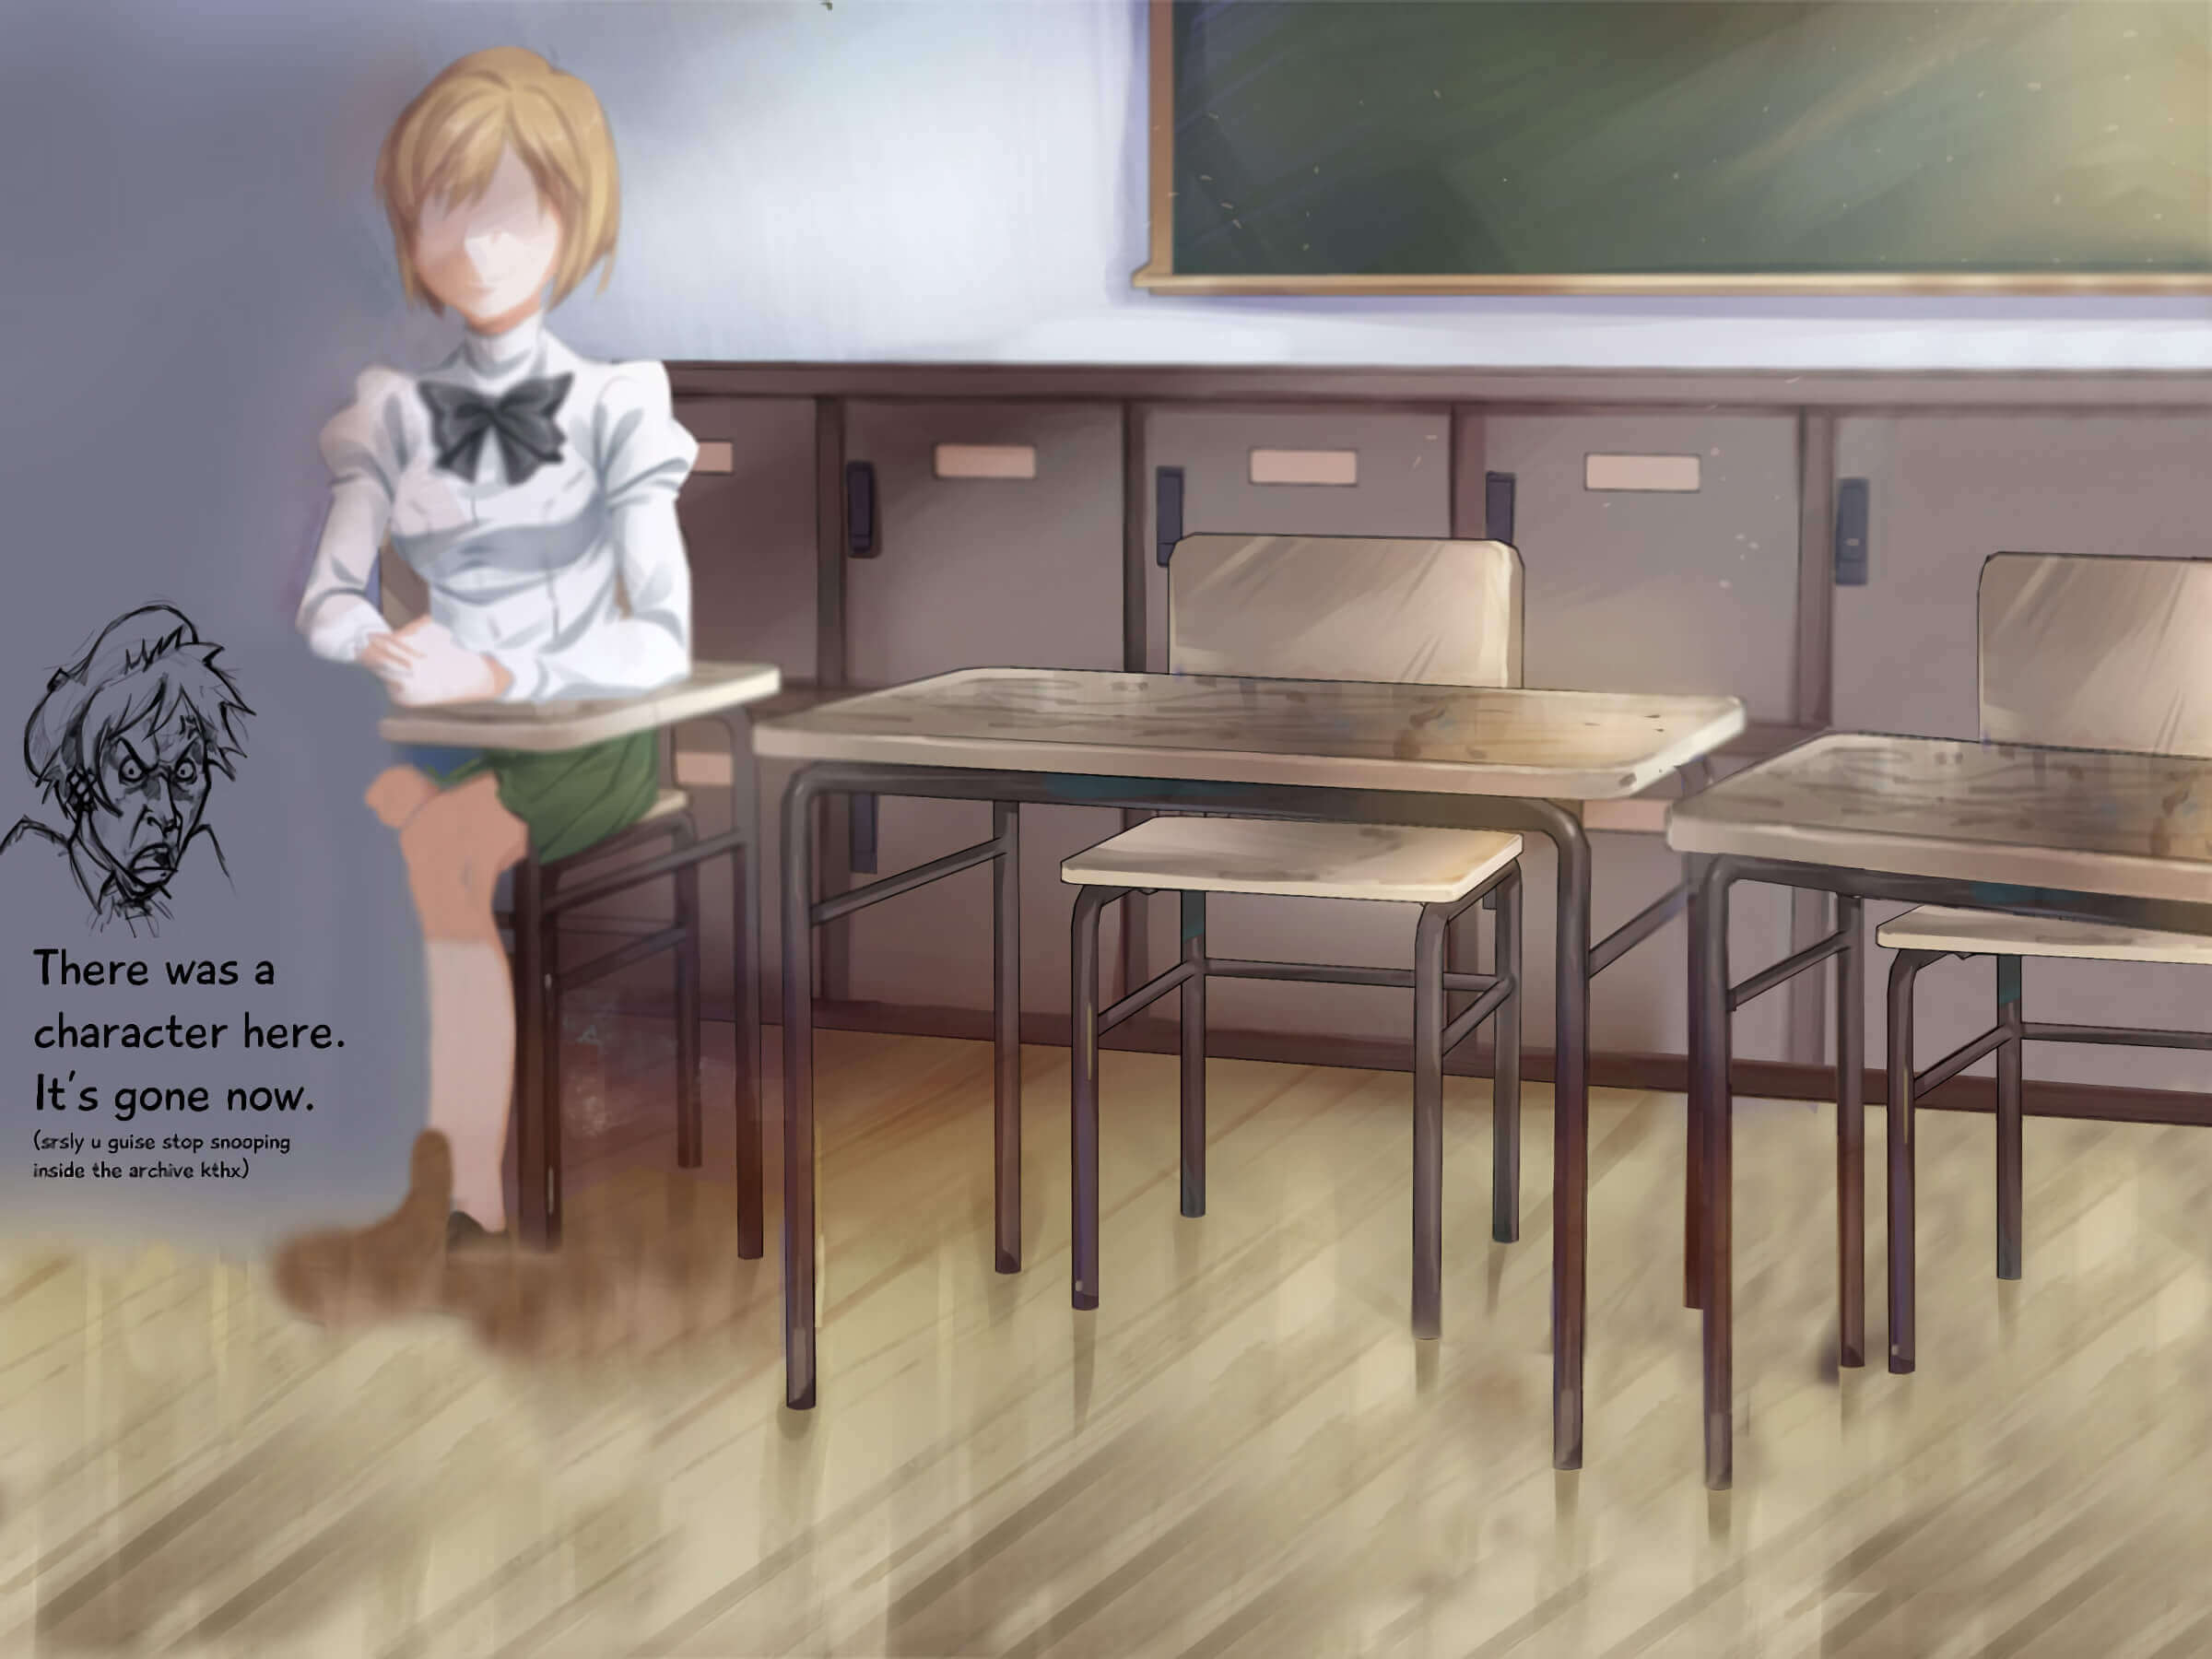 There was a
character here.
It's gone now.
(srsly u guise stop snooping
inside the archive kthx)